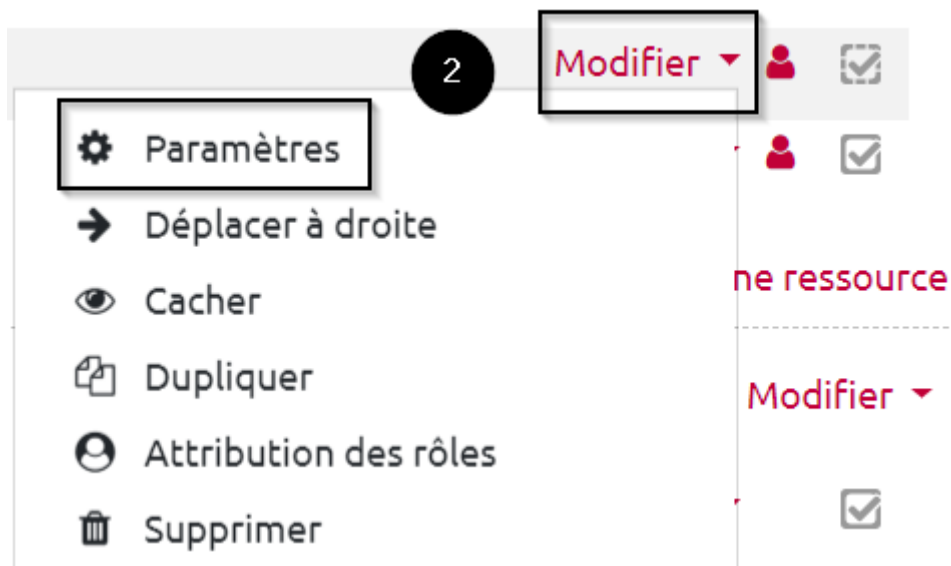 2 Modifier
Paramètres
Déplacer à droite
ne ressource
Cacher
Dupliquer
Modifier
Attribution des rôles
Supprimer